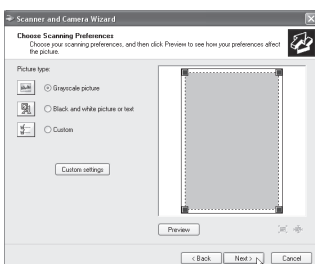 Scanner and Camera Wizard
Choose Scanning Preferences
Choose your scanning preferences, and then click Preview to see how your preferences affect
the picture.
Picture type:
Grayscale picture
Black and white picture or text
Custom
Custom settings
Preview
< Back
Next >
Cancel